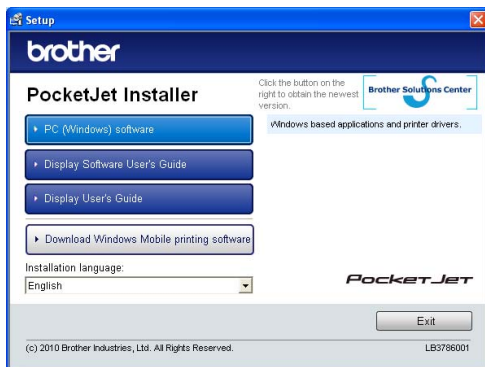 Setup
brother
PocketJet Installer
Click the button on the
right to obtain the newest
version.
Brother Solutions Center
PC (Windows) software
Windows based applications and printer drivers.
Display Software User's Guide
Display User's Guide
Download Windows Mobile printing software
Installation language:
English
PocketJet
Exit
(c) 2010 Brother Industries, Ltd. All Rights Reserved.
LB3786001